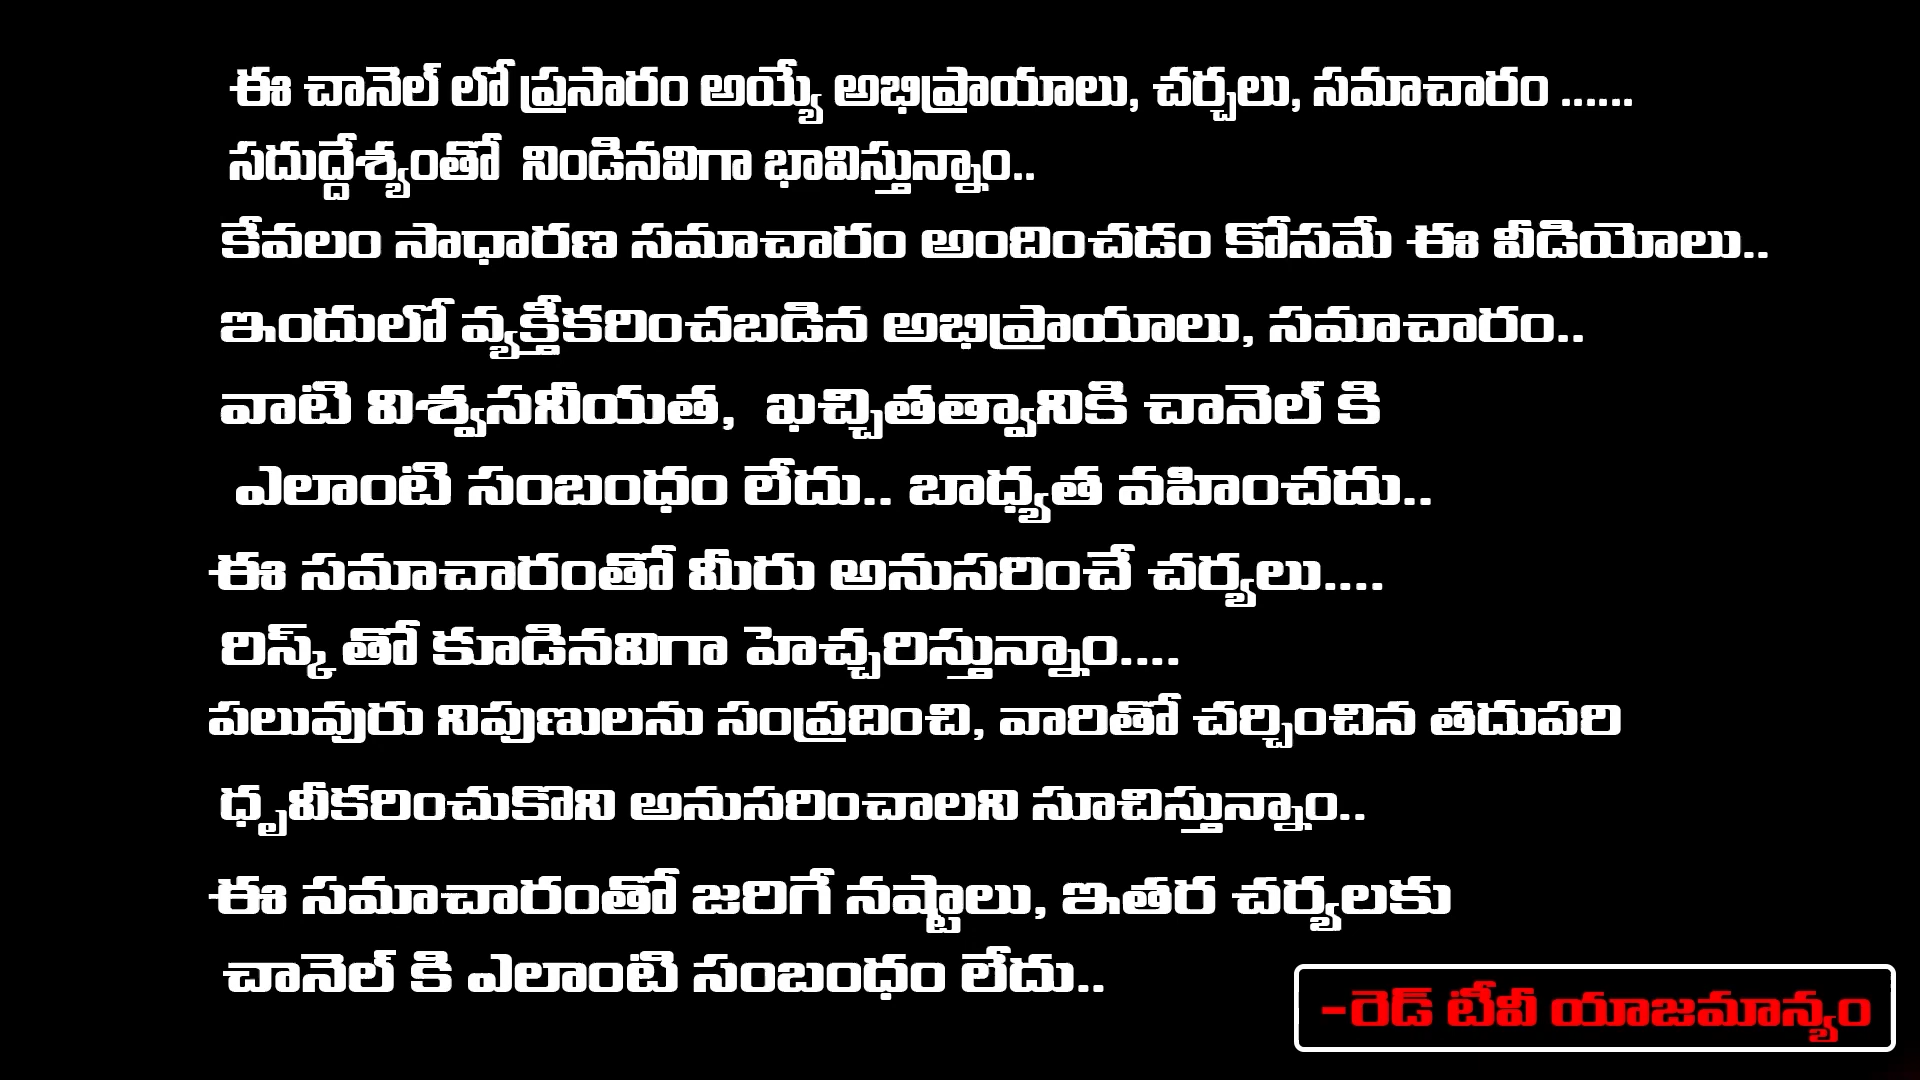 ఈ చానెల్ లో ప్రసారం అయ్యే అభిప్రాయాలు, చర్చలు, సమాచారం ......
సదుద్దేశ్యంతో నిండినవిగా భావిస్తున్నాం..
కేవలం సాధారణ సమాచారం అందించడం కోసమే ఈ వీడియోలు..
ఇందులో వ్యక్తీకరించబడిన అభిప్రాయాలు, సమాచారం..
వాటి విశ్వసనీయత, ఖచ్చితత్వానికి చానెల్ కి
ఎలాంటి సంబంధం లేదు.. బాధ్యత వహించదు..
ఈ సమాచారంతో మీరు అనుసరించే చర్యలు....
రిస్క్ తో కూడినవిగా హెచ్చరిస్తున్నాం....
పలువురు నిపుణులను సంప్రదించి, వారితో చర్చించిన తదుపరి
ధృవీకరించుకొని అనుసరించాలని సూచిస్తున్నాం..
ఈ సమాచారంతో జరిగే నష్టాలు, ఇతర చర్యలకు
చానెల్ కి ఎలాంటి సంబంధం లేదు..
-రెడ్ టీవీ యాజమాన్యం